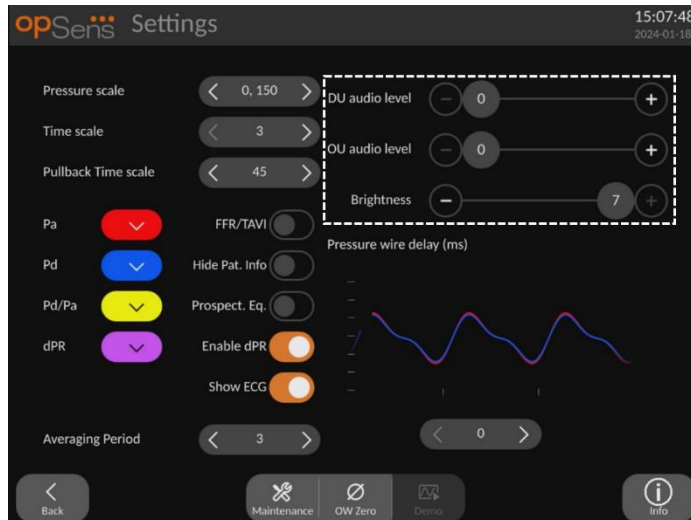 opSens Settings
15:07:48
2024-01-18
Pressure scale 0, 150
Time scale 3
Pullback Time scale 45
DU audio level - 0 +
OU audio level - 0 +
Brightness - 7 +
Pa FFR/TAVI
Pd Hide Pat. Info
Pd/Pa Prospect. Eq.
dPR Enable dPR
Show ECG
Averaging Period 3
Pressure wire delay (ms)
0
Back Maintenance OW Zero Demo Info